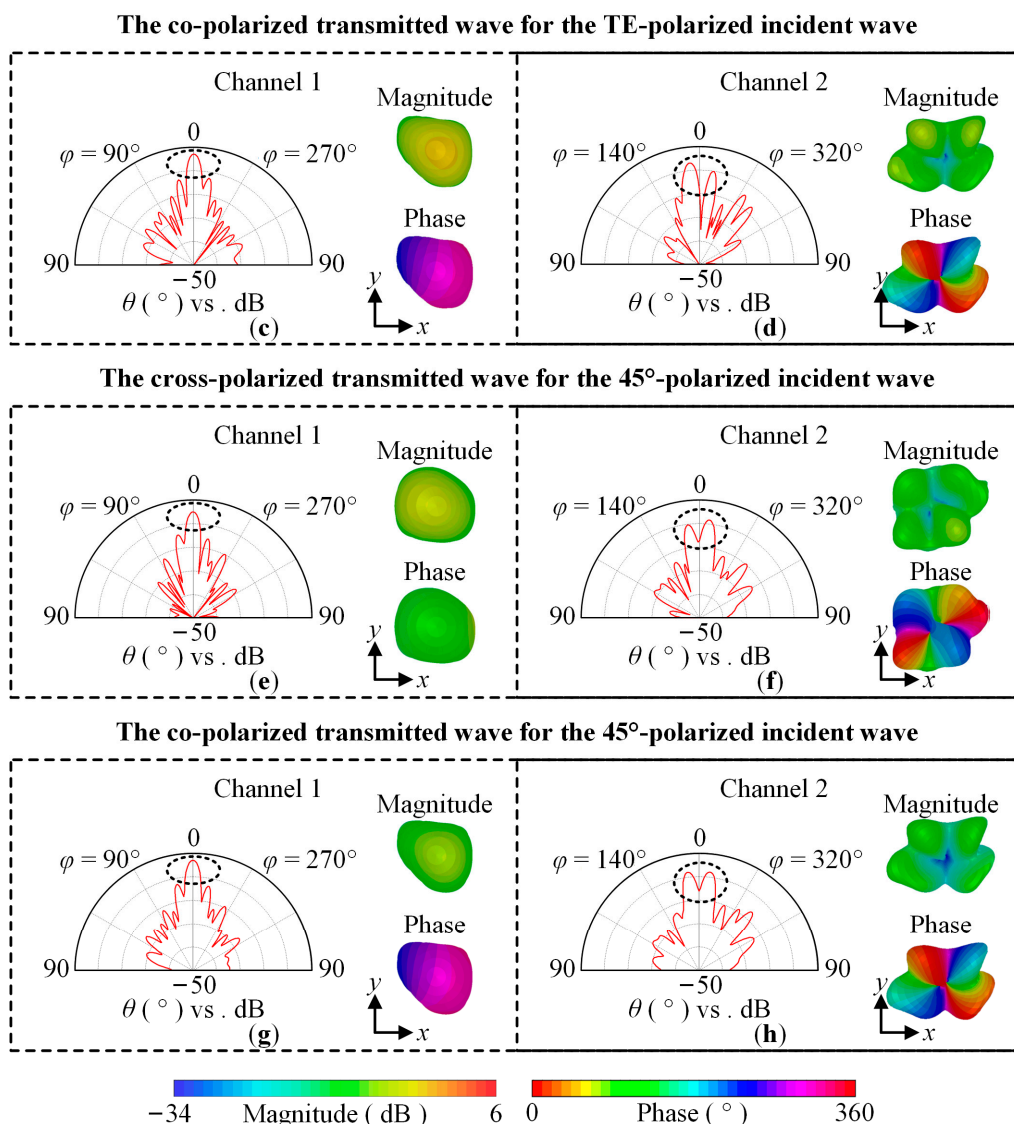 The co-polarized transmitted wave for the TE-polarized incident wave
Channel 1
Magnitude
0
φ = 90°
φ = 270°
Phase
90
90
−50
θ ( ° ) vs . dB
y
x
(c)
Channel 2
Magnitude
0
φ = 140°
φ = 320°
Phase
90
90
−50
θ ( ° ) vs . dB
y
x
(d)
The cross-polarized transmitted wave for the 45°-polarized incident wave
Channel 1
Magnitude
0
φ = 90°
φ = 270°
Phase
90
90
−50
θ ( ° ) vs . dB
y
x
(e)
Channel 2
Magnitude
0
φ = 140°
φ = 320°
Phase
90
90
−50
θ ( ° ) vs . dB
y
x
(f)
The co-polarized transmitted wave for the 45°-polarized incident wave
Channel 1
Magnitude
0
φ = 90°
φ = 270°
Phase
90
90
−50
θ ( ° ) vs . dB
y
x
(g)
Channel 2
Magnitude
0
φ = 140°
φ = 320°
Phase
90
90
−50
θ ( ° ) vs . dB
y
x
(h)
−34 Magnitude ( dB ) 6
0 Phase ( ° ) 360